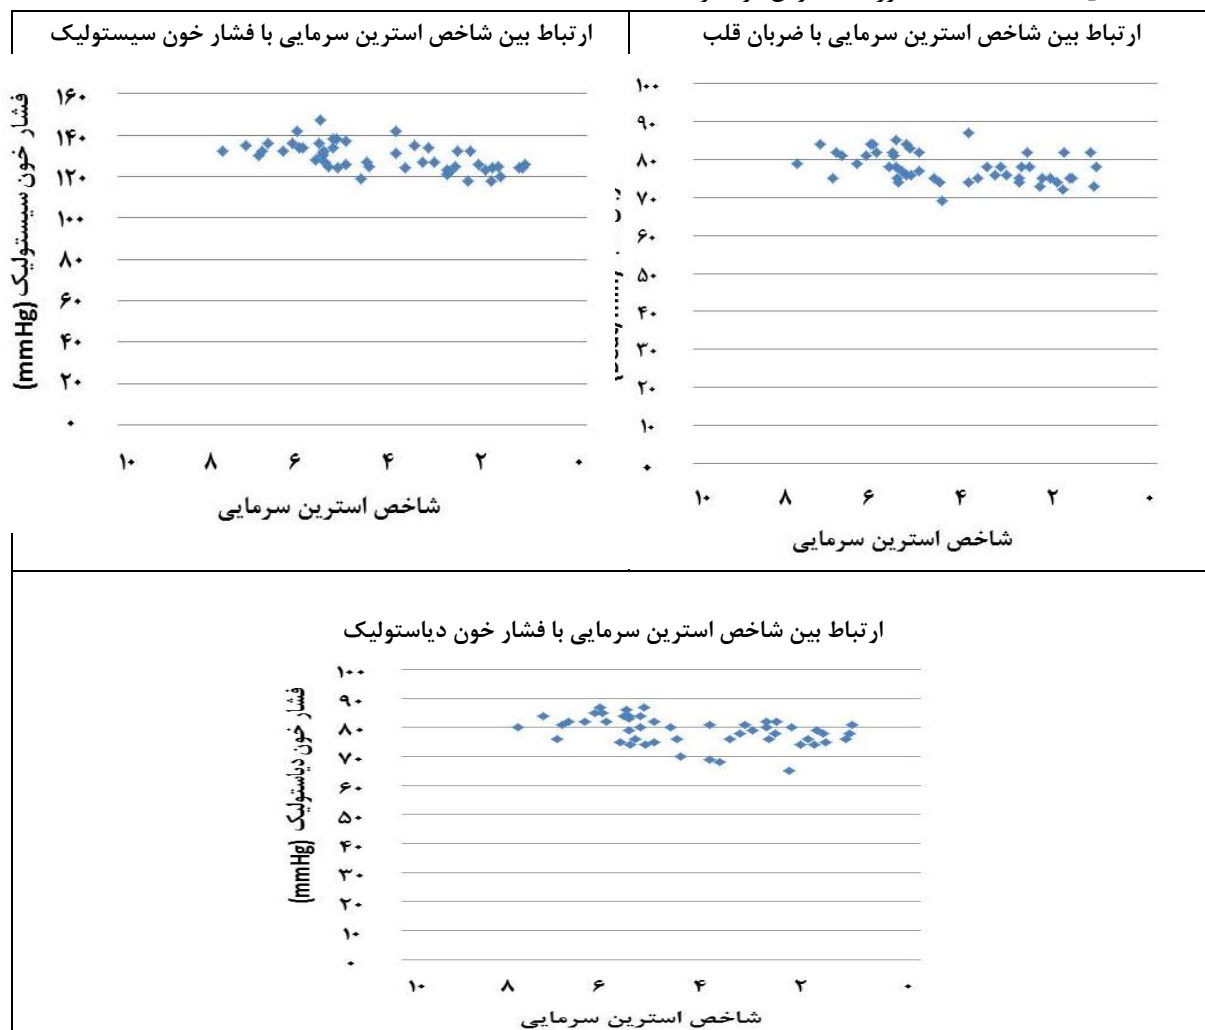 ارتباط بین شاخص استرین سرمایی با ضربان قلب
۱۰۰
۹۰
۸۰
۷۰
۶۰
۵۰
۴۰
۳۰
۲۰
۱۰
۰
۱۰ ۸ ۶ ۴ ۲ ۰
شاخص استرین سرمایی
ارتباط بین شاخص استرین سرمایی با فشار خون سیستولیک
فشار خون سیستولیک (mmHg)
۱۶۰
۱۴۰
۱۲۰
۱۰۰
۸۰
۶۰
۴۰
۲۰
۰
۱۰ ۸ ۶ ۴ ۲ ۰
شاخص استرین سرمایی
ارتباط بین شاخص استرین سرمایی با فشار خون دیاستولیک
فشار خون دیاستولیک (mmHg)
۱۰۰
۹۰
۸۰
۷۰
۶۰
۵۰
۴۰
۳۰
۲۰
۱۰
۰
۱۰ ۸ ۶ ۴ ۲ ۰
شاخص استرین سرمایی